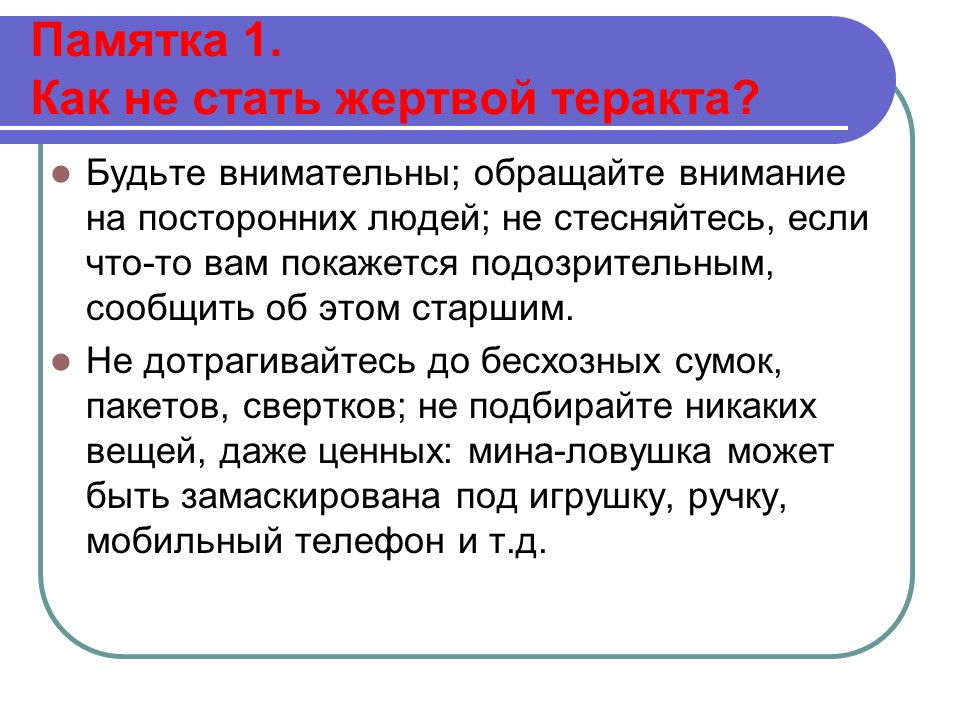 Памятка 1.
Как не стать жертвой теракта?
Будьте внимательны; обращайте внимание
на посторонних людей; не стесняйтесь, если
что-то вам покажется подозрительным,
сообщить об этом старшим.
Не дотрагивайтесь до бесхозных сумок,
пакетов, свертков; не подбирайте никаких
вещей, даже ценных: мина-ловушка может
быть замаскирована под игрушку, ручку,
мобильный телефон и т.д.